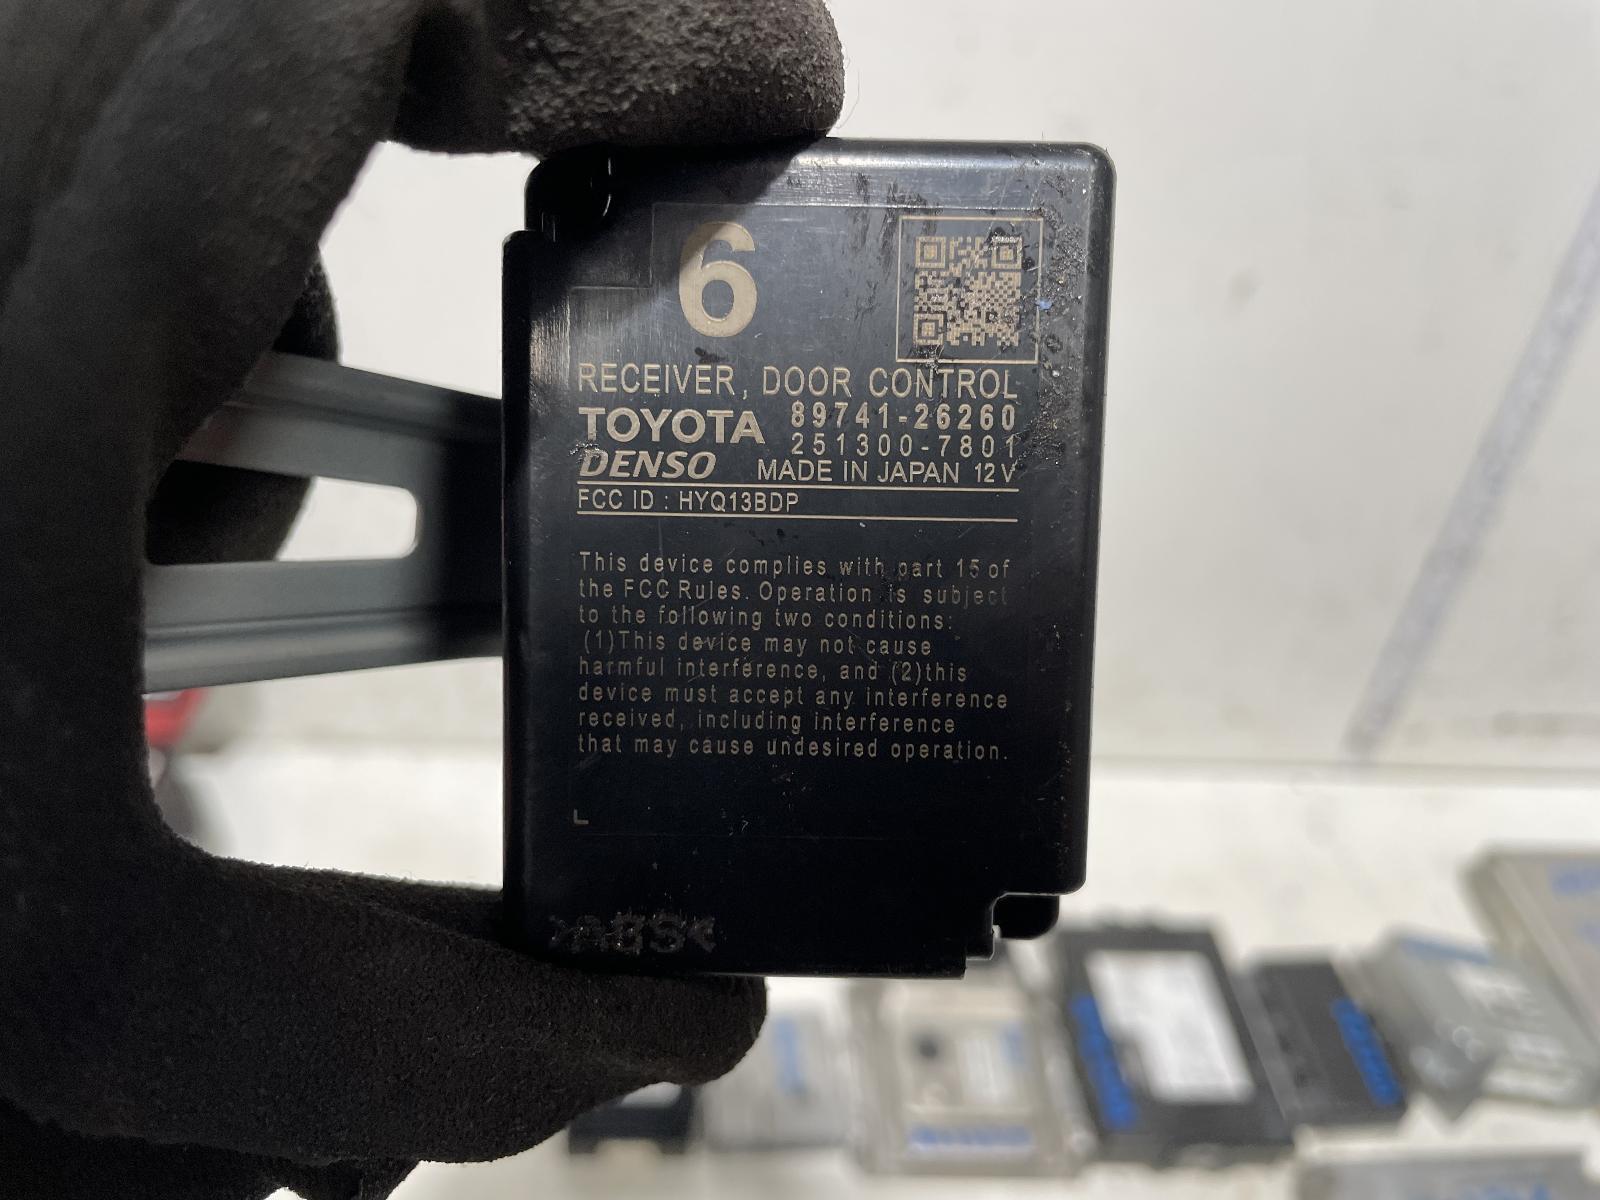 6
RECEIVER, DOOR CONTROL
TOYOTA 89741-26260
251300-7801
DENSO MADE IN JAPAN 12V
FCC ID : HYQ13BDP
This device complies with part 15 of
the FCC Rules. Operation is subject
to the following two conditions:
(1)This device may not cause
harmful interference, and (2)this
device must accept any interference
received, including interference
that may cause undesired operation.
L
>ABS<